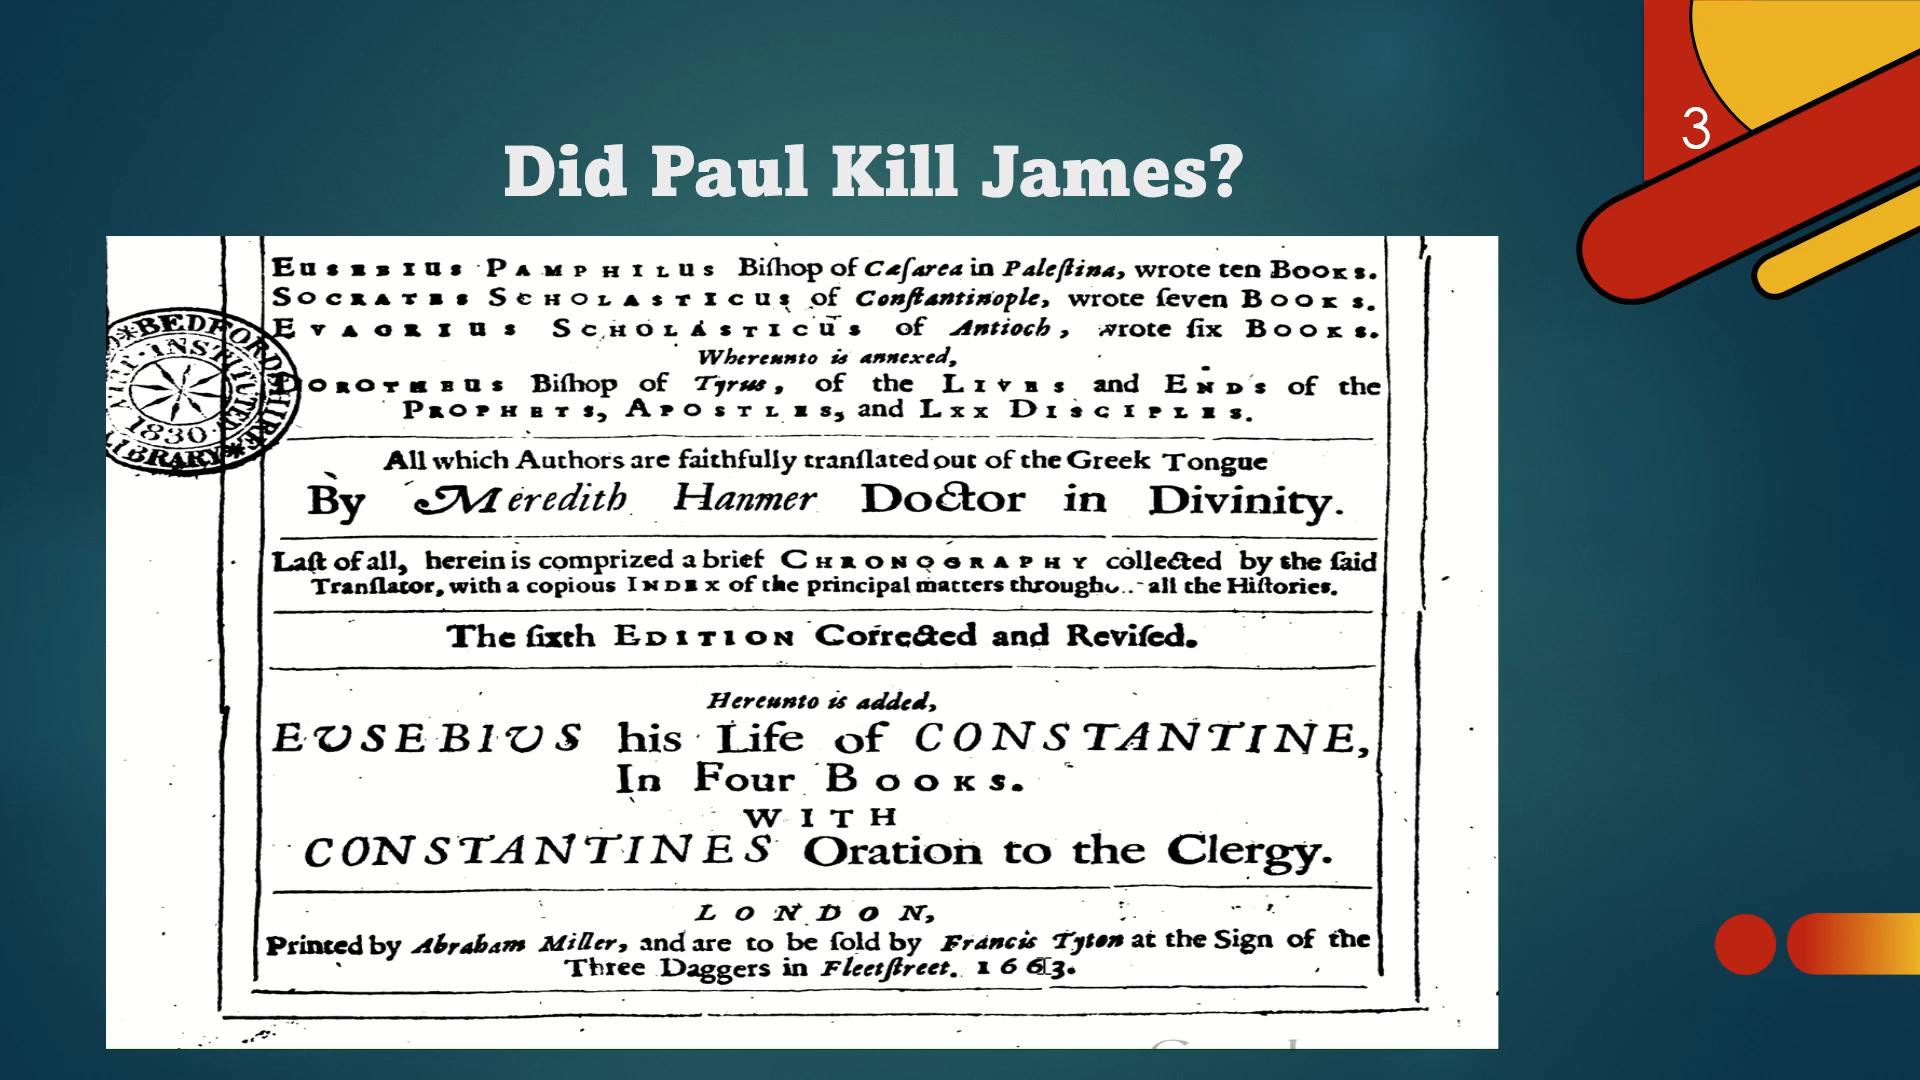 3
Did Paul Kill James?
EUSEBIUS PAMPHILUS Biſhop of Cæſarea in Paleſtina, wrote ten BOOKS.
SOCRATES SCHOLASTICUS of Conſtantinople, wrote ſeven BOOKS.
EVAGRIUS SCHOLASTICUS of Antioch, wrote ſix BOOKS.
Whereunto is annexed,
DOROTHEUS Biſhop of Tyrus, of the LIVES and ENDS of the
PROPHETS, APOSTLES, and LXX DISCIPLES.
BEDFORDSHIRE
INSTITUTE
1830
LIBRARY
All which Authors are faithfully tranſlated out of the Greek Tongue
By Meredith Hanmer Doctor in Divinity.
Laſt of all, herein is comprized a brief CHRONOGRAPHY collected by the ſaid
Tranſlator, with a copious INDEX of the principal matters all the Hiſtories.
The ſixth EDITION Corrected and Reviſed.
Hereunto is added,
EUSEBIUS his Life of CONSTANTINE,
In Four BOOKS.
WITH
CONSTANTINES Oration to the Clergy.
LONDON,
Printed by Abraham Miller, and are to be ſold by Francis Tyton at the Sign of the
Three Daggers in Fleetſtreet. 1663.